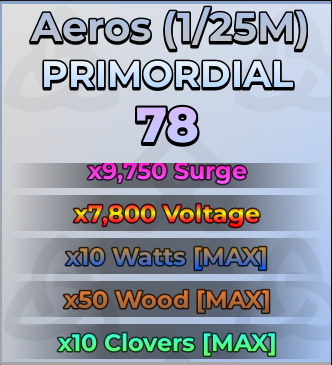 Aeros (1/25M)
PRIMORDIAL
78
x9,750 Surge
x7,800 Voltage
x10 Watts [MAX]
x50 Wood [MAX]
x10 Clovers [MAX]